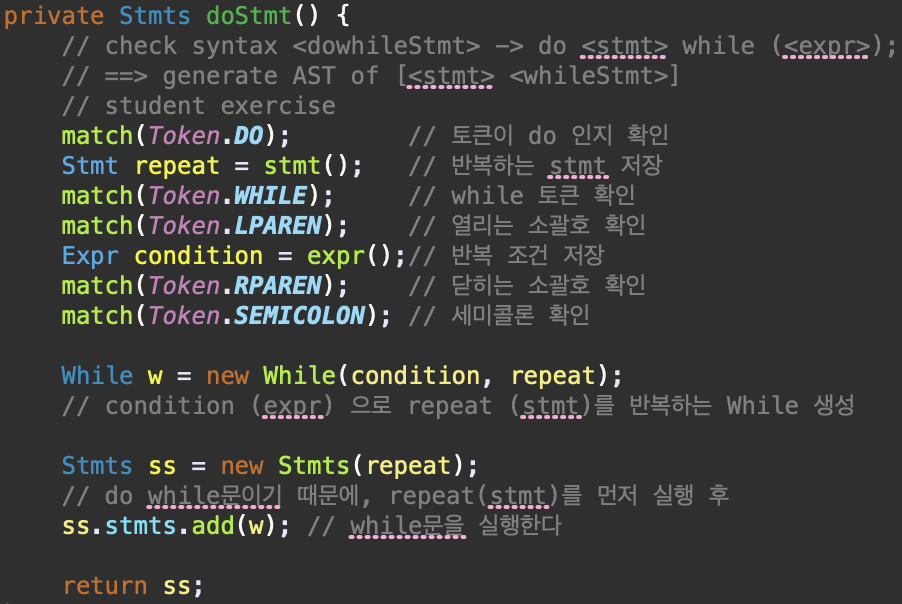 private Stmts doStmt() {
// check syntax <dowhileStmt> -> do <stmt> while (<expr>);
// ==> generate AST of [<stmt> <whileStmt>]
// student exercise
match(Token.DO); // 토큰이 do 인지 확인
Stmt repeat = stmt(); // 반복하는 stmt 저장
match(Token.WHILE); // while 토큰 확인
match(Token.LPAREN); // 열리는 소괄호 확인
Expr condition = expr();// 반복 조건 저장
match(Token.RPAREN); // 닫히는 소괄호 확인
match(Token.SEMICOLON); // 세미콜론 확인
While w = new While(condition, repeat);
// condition (expr) 으로 repeat (stmt)를 반복하는 While 생성
Stmts ss = new Stmts(repeat);
// do while문이기 때문에, repeat(stmt)를 먼저 실행 후
ss.stmts.add(w); // while문을 실행한다
return ss;